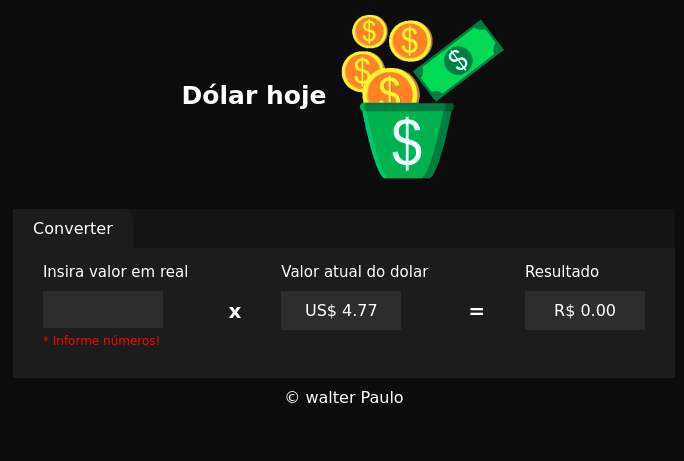 Dólar hoje
Converter
Insira valor em real
Valor atual do dolar
Resultado
x
US$ 4.77
=
R$ 0.00
* Informe números!
© walter Paulo